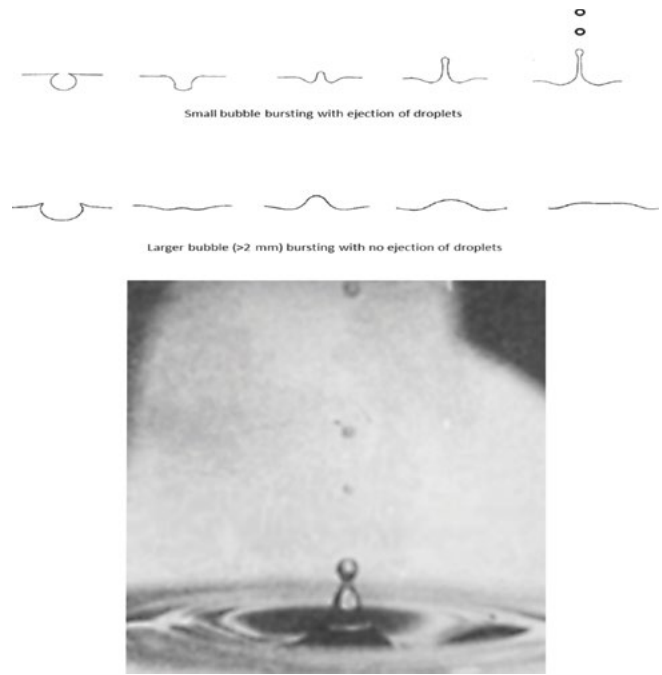 Small bubble bursting with ejection of droplets
Larger bubble (>2 mm) bursting with no ejection of droplets